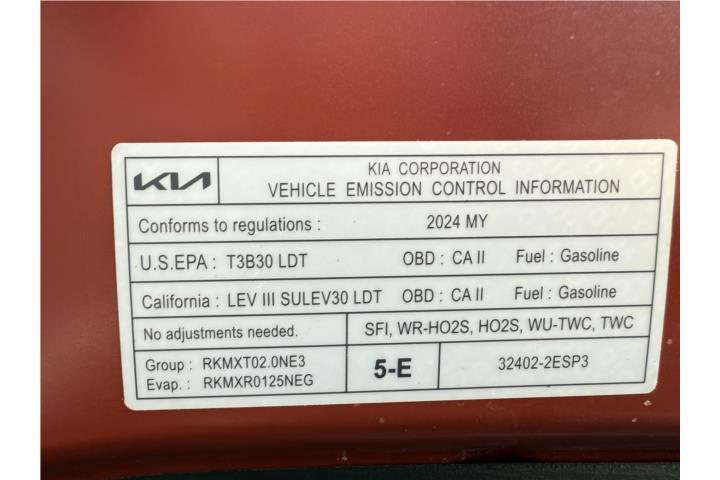 KIA
KIA CORPORATION
VEHICLE EMISSION CONTROL INFORMATION
Conforms to regulations : 2024 MY
U.S.EPA : T3B30 LDT OBD : CA II Fuel : Gasoline
California : LEV III SULEV30 LDT OBD : CA II Fuel : Gasoline
No adjustments needed. SFI, WR-HO2S, HO2S, WU-TWC, TWC
Group : RKMXT02.0NE3
Evap. : RKMXR0125NEG
5-E
32402-2ESP3